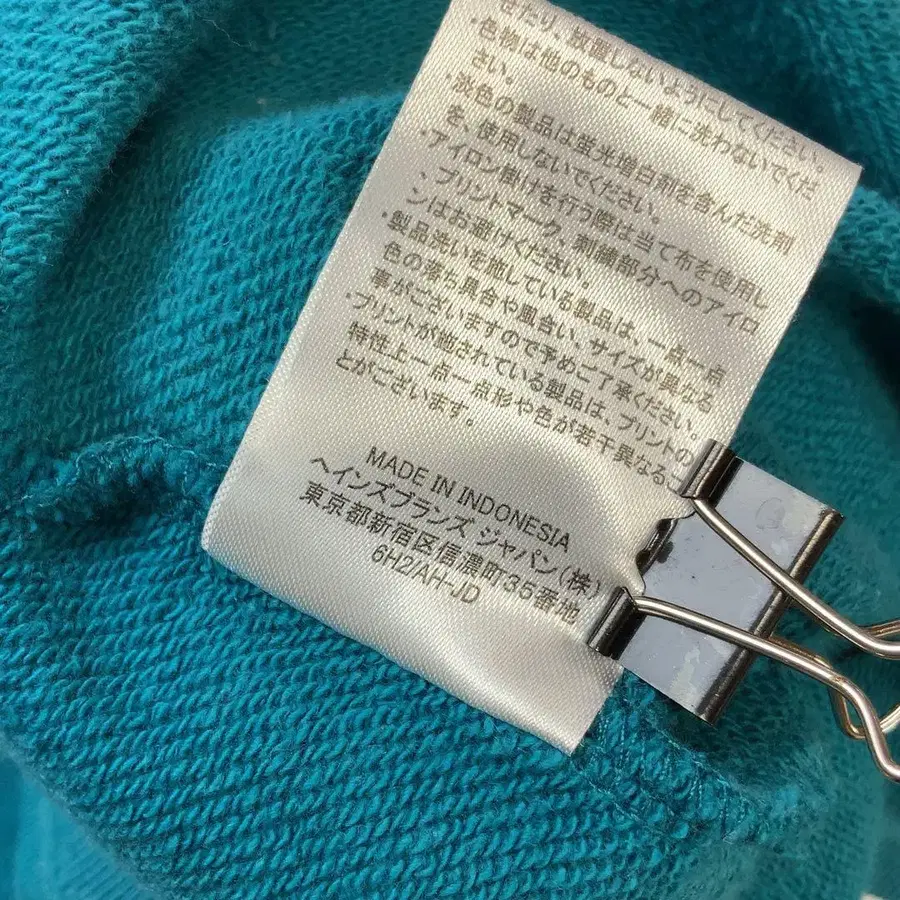 またり、放置しないようにしてください。
色物は他のものと一緒に洗わないでくだ
さい。
・淡色の製品は蛍光増白剤を含んだ洗剤
を、使用しないでください。
・アイロン掛けを行う際は当て布を使用し
、プリントマーク、刺繍部分へのアイロ
ンはお避けください。
・製品洗いを施している製品は、一点一点
色の落ち具合や風合い、サイズが異なる
事がございますので予めご了承ください。
・プリントが施されている製品は、プリントの
特性上一点一点形や色が若干異なるこ
とがございます。
MADE IN INDONESIA
ヘインズブランズ ジャパン(株)
東京都新宿区信濃町35番地
6H2/AH-JD